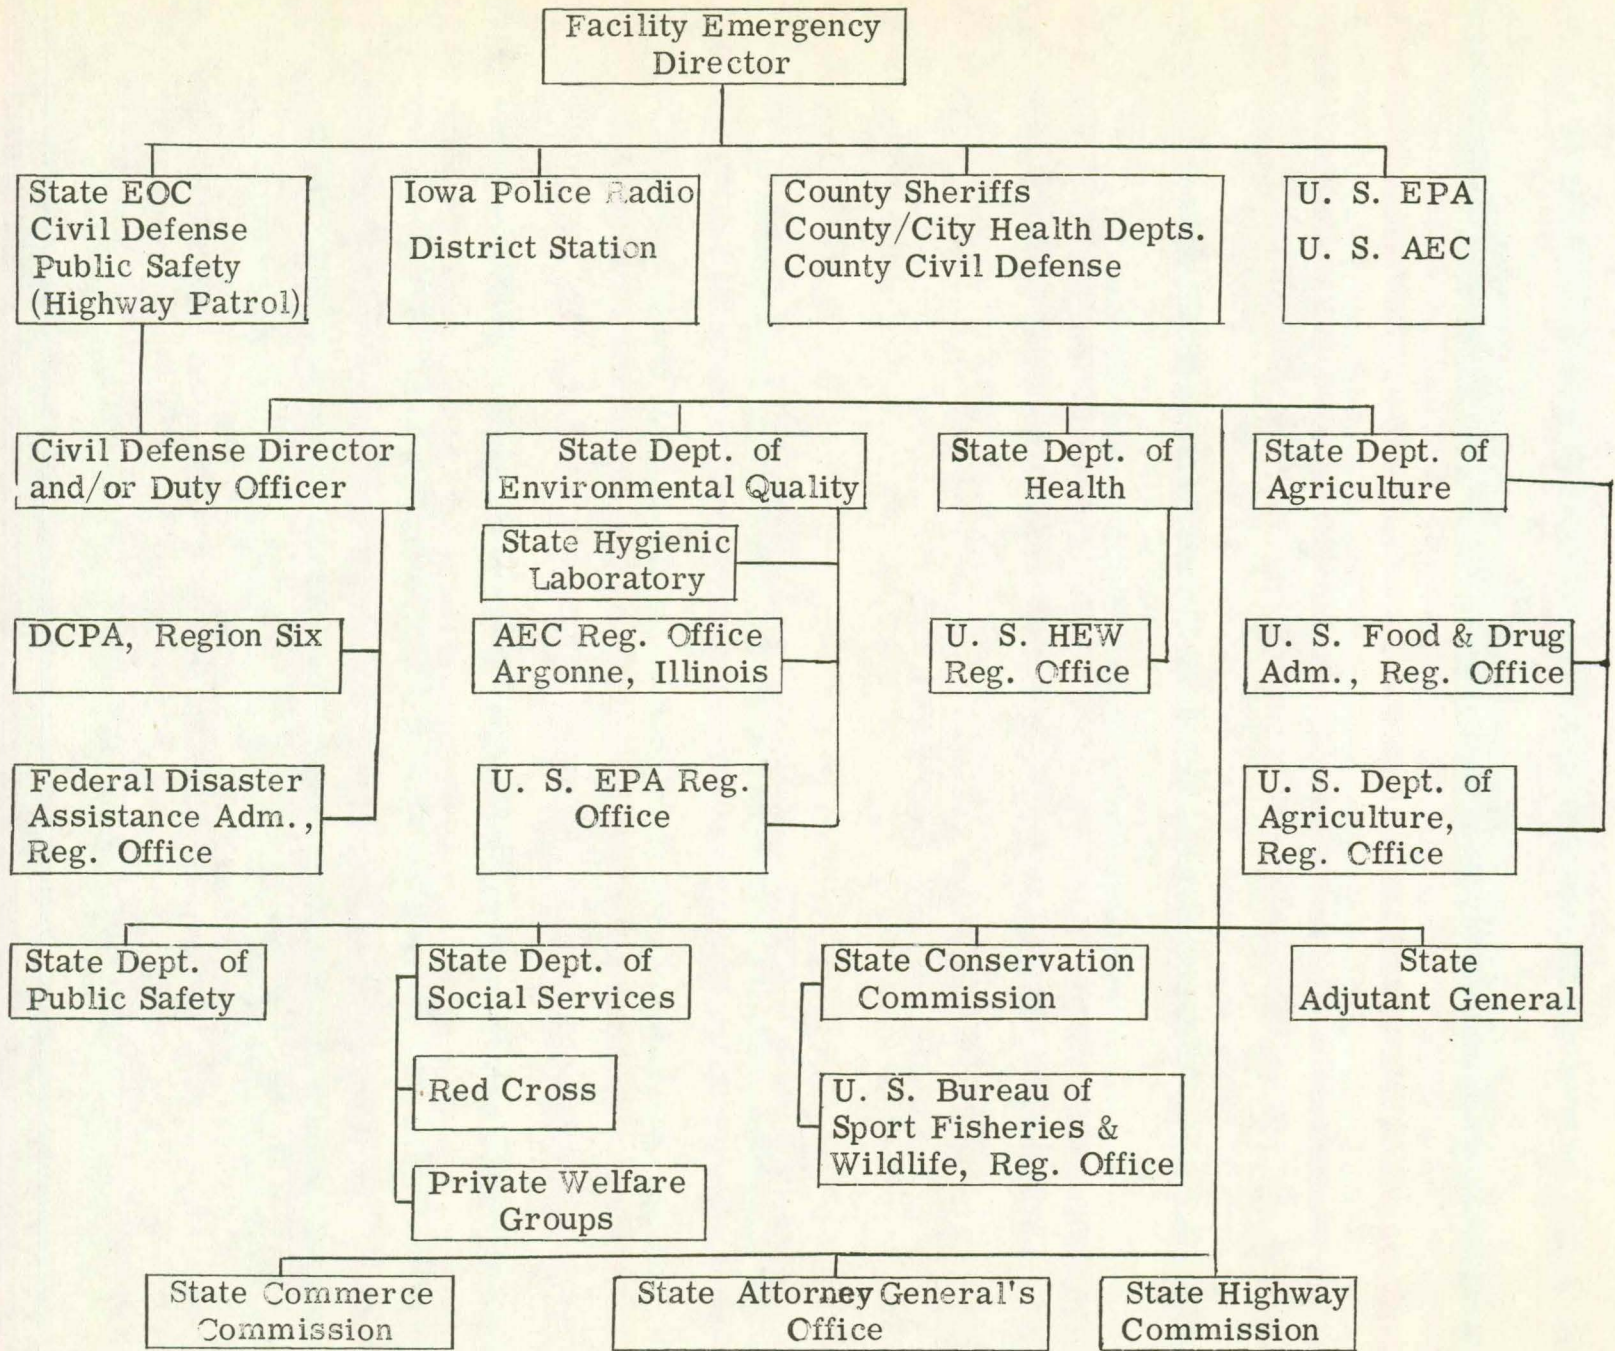 Facility Emergency
Director
State EOC
Civil Defense
Public Safety
(Highway Patrol)
Iowa Police Radio
District Station
County Sheriffs
County/City Health Depts.
County Civil Defense
U. S. EPA
U. S. AEC
Civil Defense Director
and/or Duty Officer
State Dept. of
Environmental Quality
State Dept. of
Health
State Dept. of
Agriculture
State Hygienic
Laboratory
DCPA, Region Six
AEC Reg. Office
Argonne, Illinois
U. S. HEW
Reg. Office
U. S. Food & Drug
Adm., Reg. Office
Federal Disaster
Assistance Adm.,
Reg. Office
U. S. EPA Reg.
Office
U. S. Dept. of
Agriculture,
Reg. Office
State Dept. of
Public Safety
State Dept. of
Social Services
State Conservation
Commission
State
Adjutant General
Red Cross
U. S. Bureau of
Sport Fisheries &
Wildlife, Reg. Office
Private Welfare
Groups
State Commerce
Commission
State Attorney General's
Office
State Highway
Commission